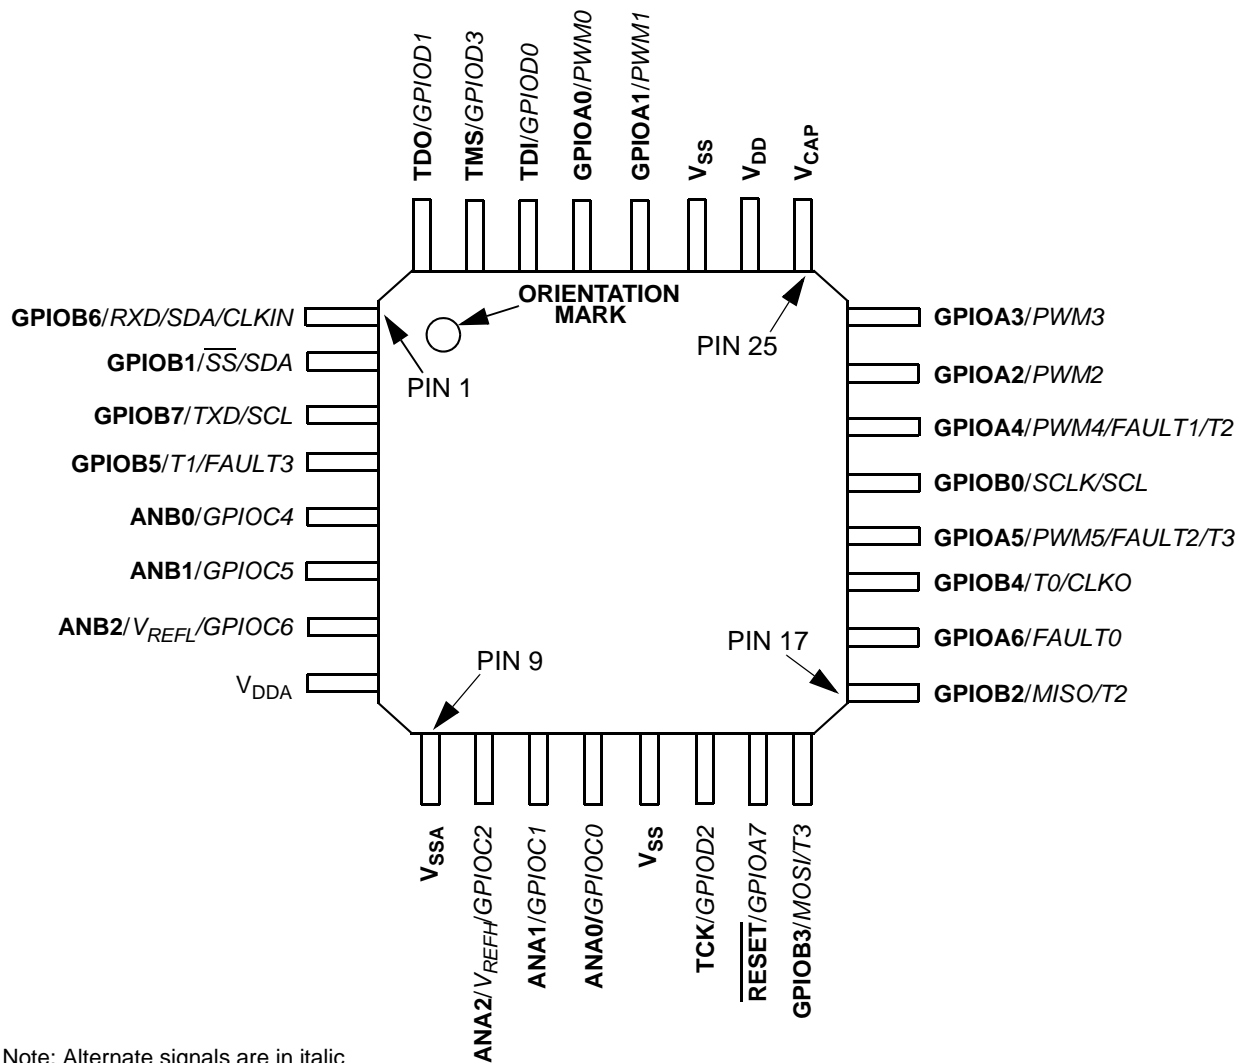 TDO/GPIOD1
TMS/GPIOD3
TDI/GPIOD0
GPIOA0/PWM0
GPIOA1/PWM1
VSS
VDD
VCAP
ORIENTATION
MARK
PIN 25
PIN 1
GPIOB6/RXD/SDA/CLKIN
GPIOB1/S̅S̅/SDA
GPIOB7/TXD/SCL
GPIOB5/T1/FAULT3
ANB0/GPIOC4
ANB1/GPIOC5
ANB2/VREFL/GPIOC6
VDDA
GPIOA3/PWM3
GPIOA2/PWM2
GPIOA4/PWM4/FAULT1/T2
GPIOB0/SCLK/SCL
GPIOA5/PWM5/FAULT2/T3
GPIOB4/T0/CLKO
GPIOA6/FAULT0
GPIOB2/MISO/T2
PIN 9
PIN 17
VSSA
ANA2/VREFH/GPIOC2
ANA1/GPIOC1
ANA0/GPIOC0
VSS
TCK/GPIOD2
R̅E̅S̅E̅T̅/GPIOA7
GPIOB3/MOSI/T3
Note: Alternate signals are in italic